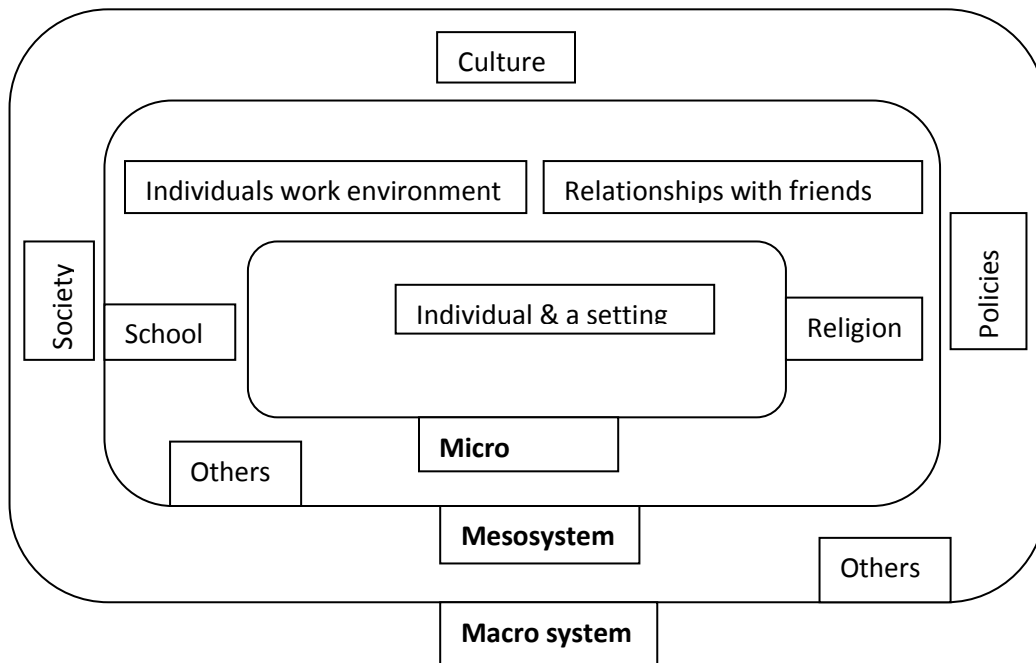 Culture
Individuals work environment
Relationships with friends
Society
Policies
Individual & a setting
School
Religion
Micro
Others
Mesosystem
Others
Macro system